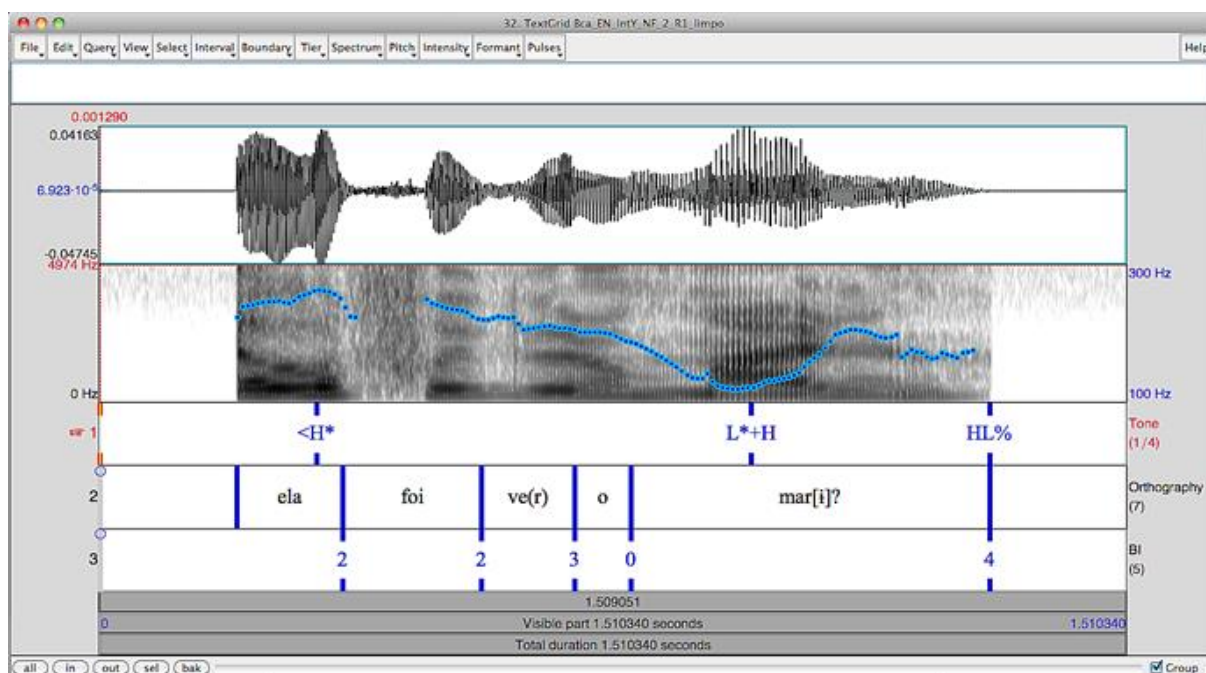 32. TextGrid Bca_EN_IntY_NF_2_R1_limpo
File Edit Query View Select Interval Boundary Tier Spectrum Pitch Intensity Formant Pulses Help
0.001290
0.04163
6.923·10⁻⁵
-0.04745
4974 Hz
300 Hz
0 Hz
100 Hz
☞ 1 <H* L*+H HL% Tone
(1/4)
2 ela foi ve(r) o mar[ɨ]? Orthography
(7)
3 2 2 3 0 4 BI
(5)
1.509051
0 Visible part 1.510340 seconds 1.510340
Total duration 1.510340 seconds
all in out sel bak Group